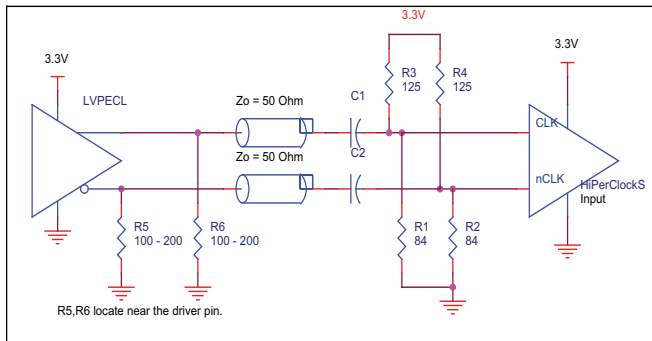 3.3V
3.3V
3.3V
LVPECL
R3
125
R4
125
Zo = 50 Ohm
C1
CLK
Zo = 50 Ohm
C2
nCLK
HiPerClockS
Input
R5
100 - 200
R6
100 - 200
R1
84
R2
84
R5,R6 locate near the driver pin.